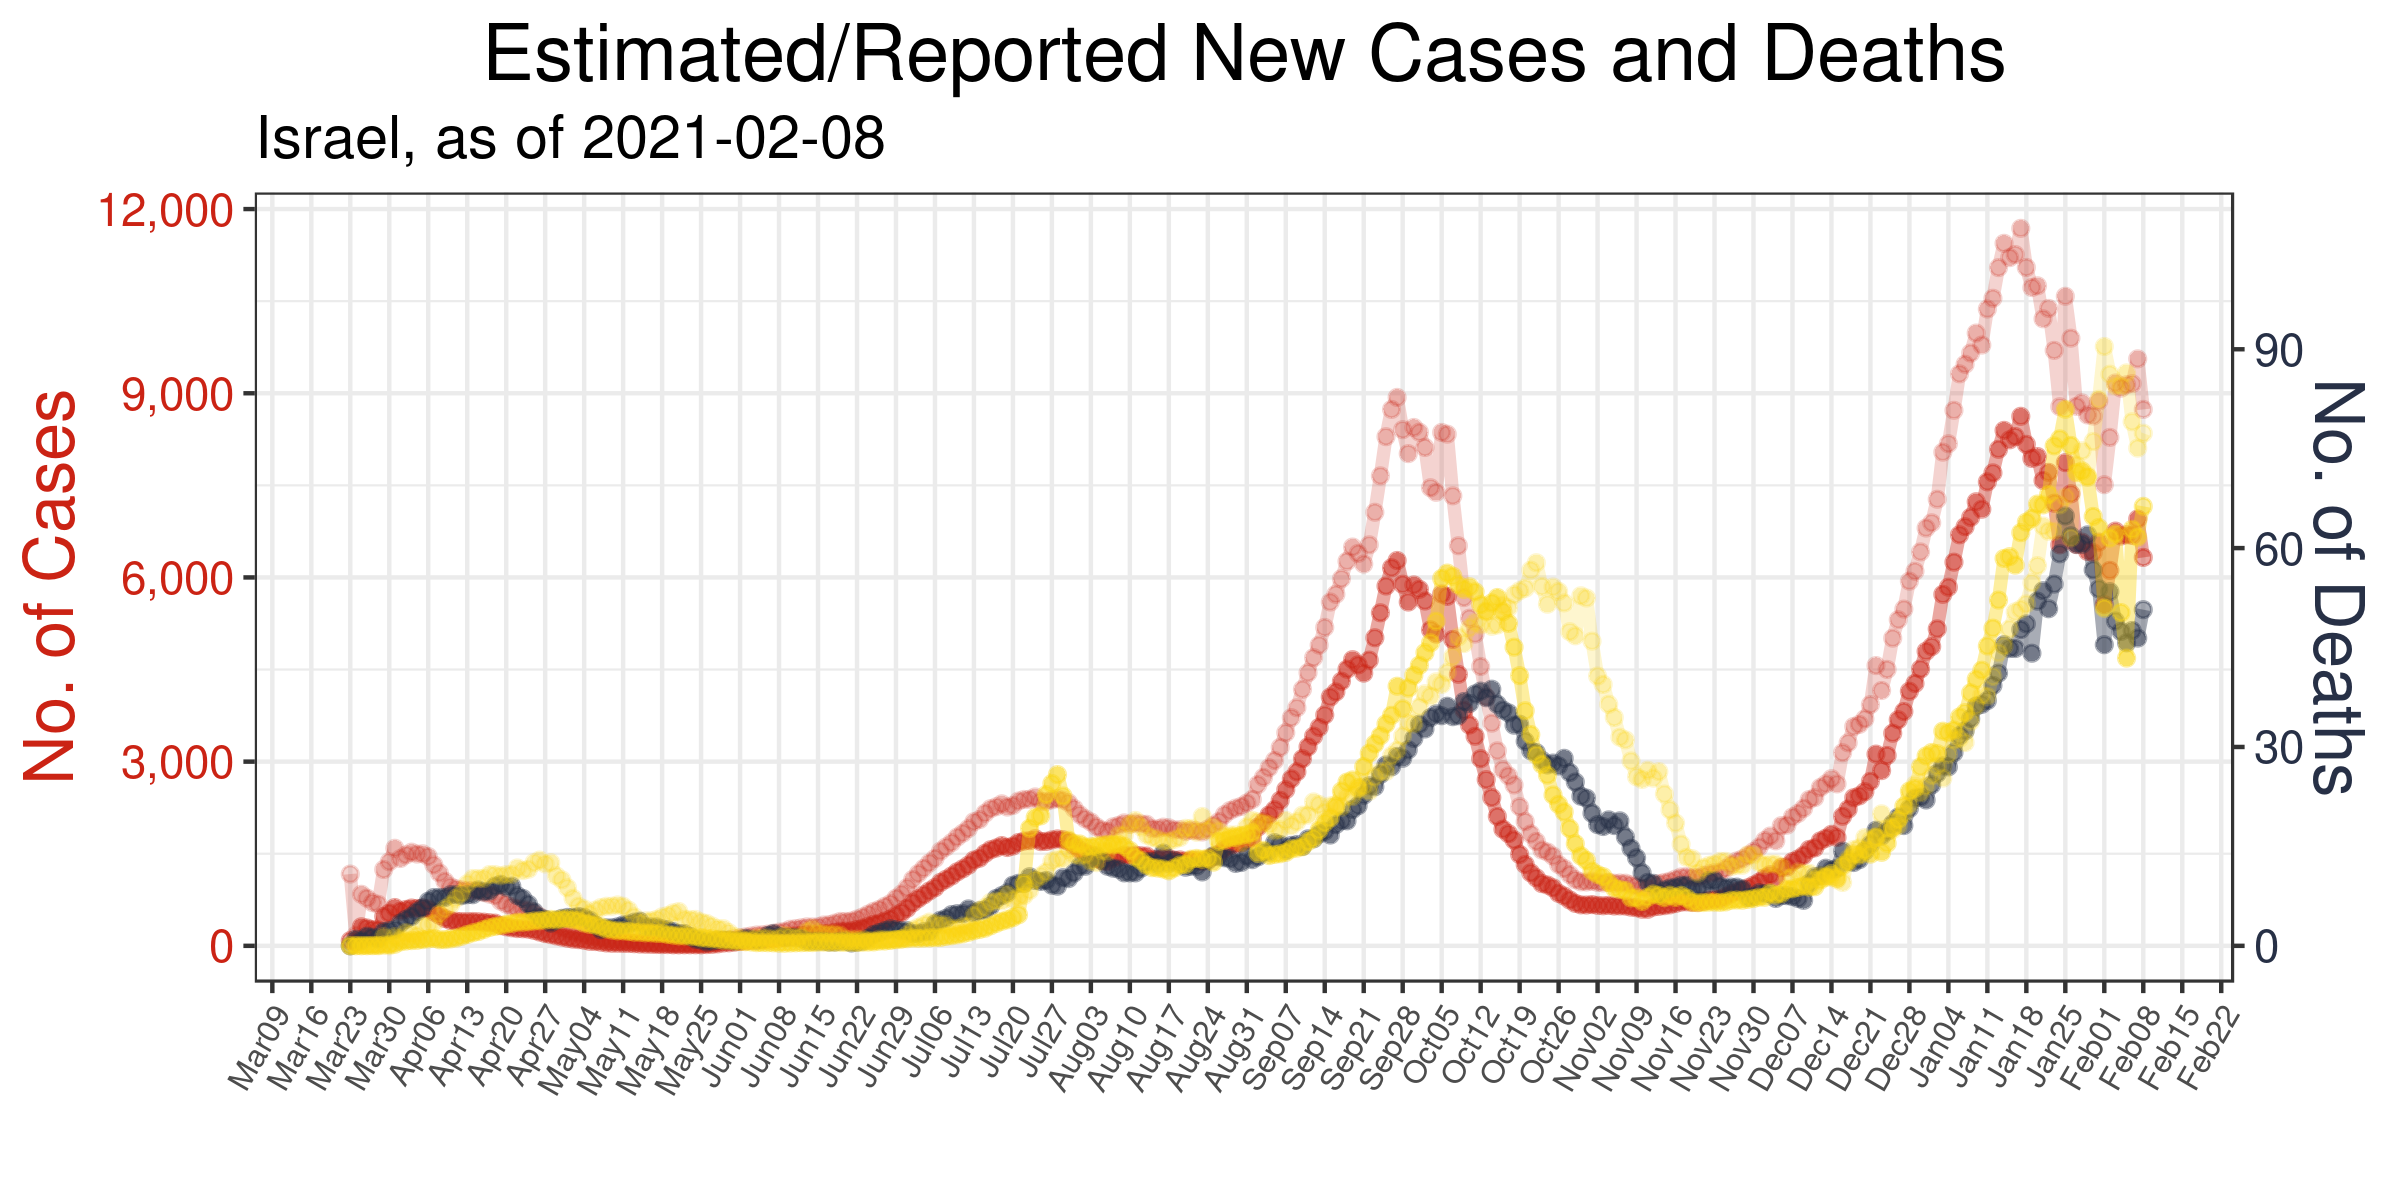 Estimated/Reported New Cases and Deaths
Israel, as of 2021-02-08
No. of Cases
12,000
9,000
6,000
3,000
0
No. of Deaths
90
60
30
0
Mar09
Mar16
Mar23
Mar30
Apr06
Apr13
Apr20
Apr27
May04
May11
May18
May25
Jun01
Jun08
Jun15
Jun22
Jun29
Jul06
Jul13
Jul20
Jul27
Aug03
Aug10
Aug17
Aug24
Aug31
Sep07
Sep14
Sep21
Sep28
Oct05
Oct12
Oct19
Oct26
Nov02
Nov09
Nov16
Nov23
Nov30
Dec07
Dec14
Dec21
Dec28
Jan04
Jan11
Jan18
Jan25
Feb01
Feb08
Feb15
Feb22